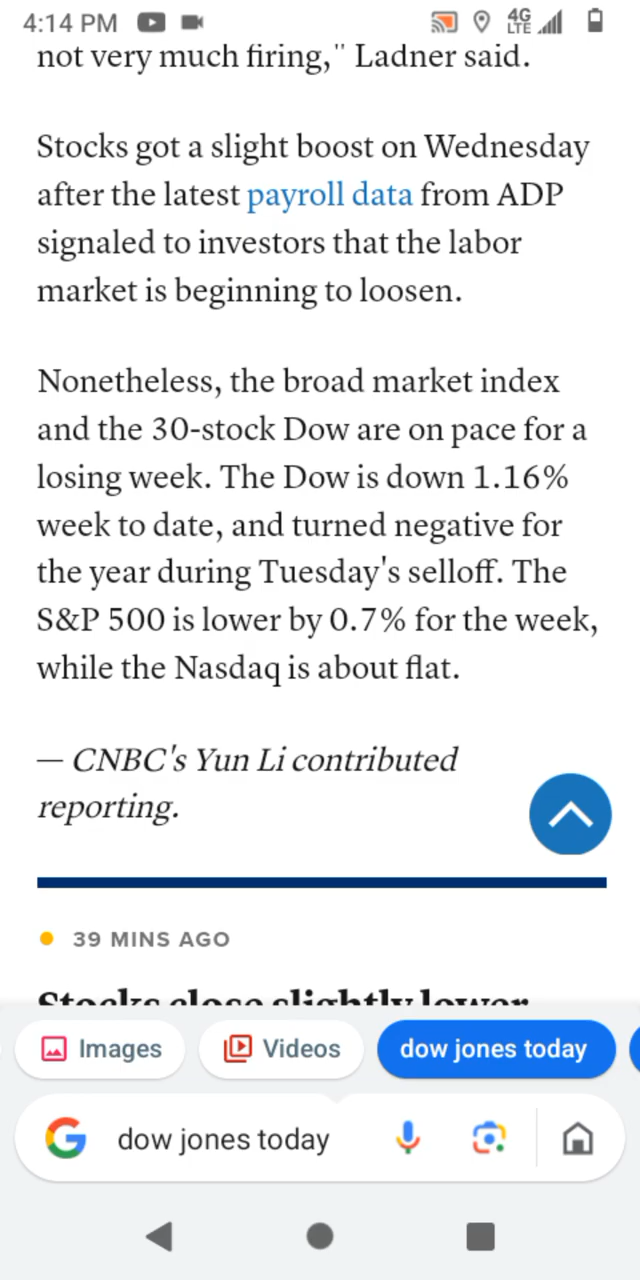 4:14 PM
4G
LTE
not very much firing," Ladner said.
Stocks got a slight boost on Wednesday
after the latest payroll data from ADP
signaled to investors that the labor
market is beginning to loosen.
Nonetheless, the broad market index
and the 30-stock Dow are on pace for a
losing week. The Dow is down 1.16%
week to date, and turned negative for
the year during Tuesday's selloff. The
S&P 500 is lower by 0.7% for the week,
while the Nasdaq is about flat.
— CNBC's Yun Li contributed
reporting.
39 MINS AGO
Stocks close slightly lower
Images
Videos
dow jones today
dow jones today